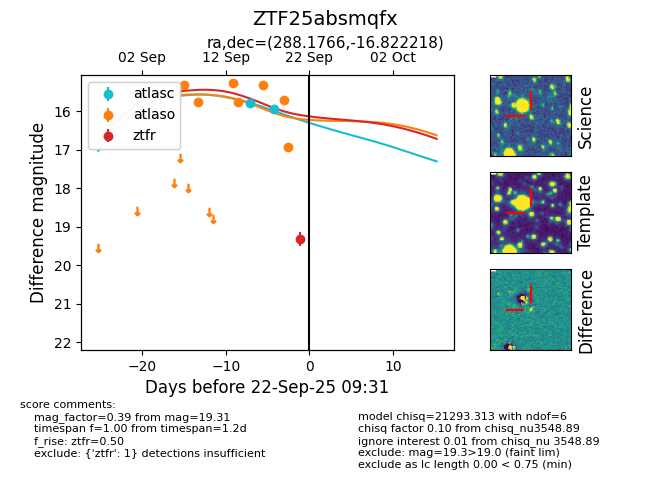 ZTF25absmqfx
ra,dec=(288.1766,-16.822218)
02 Sep 12 Sep 22 Sep 02 Oct
atlasc
atlaso
ztfr
16
17
18
19
20
21
22
Difference magnitude
−20 −10 0 10
Days before 22-Sep-25 09:31
Science
Template
Difference
score comments:
mag_factor=0.39 from mag=19.31
timespan f=1.00 from timespan=1.2d
f_rise: ztfr=0.50
exclude: {'ztfr': 1} detections insufficient
model chisq=21293.313 with ndof=6
chisq factor 0.10 from chisq_nu3548.89
ignore interest 0.01 from chisq_nu 3548.89
exclude: mag=19.3>19.0 (faint lim)
exclude as lc length 0.00 < 0.75 (min)